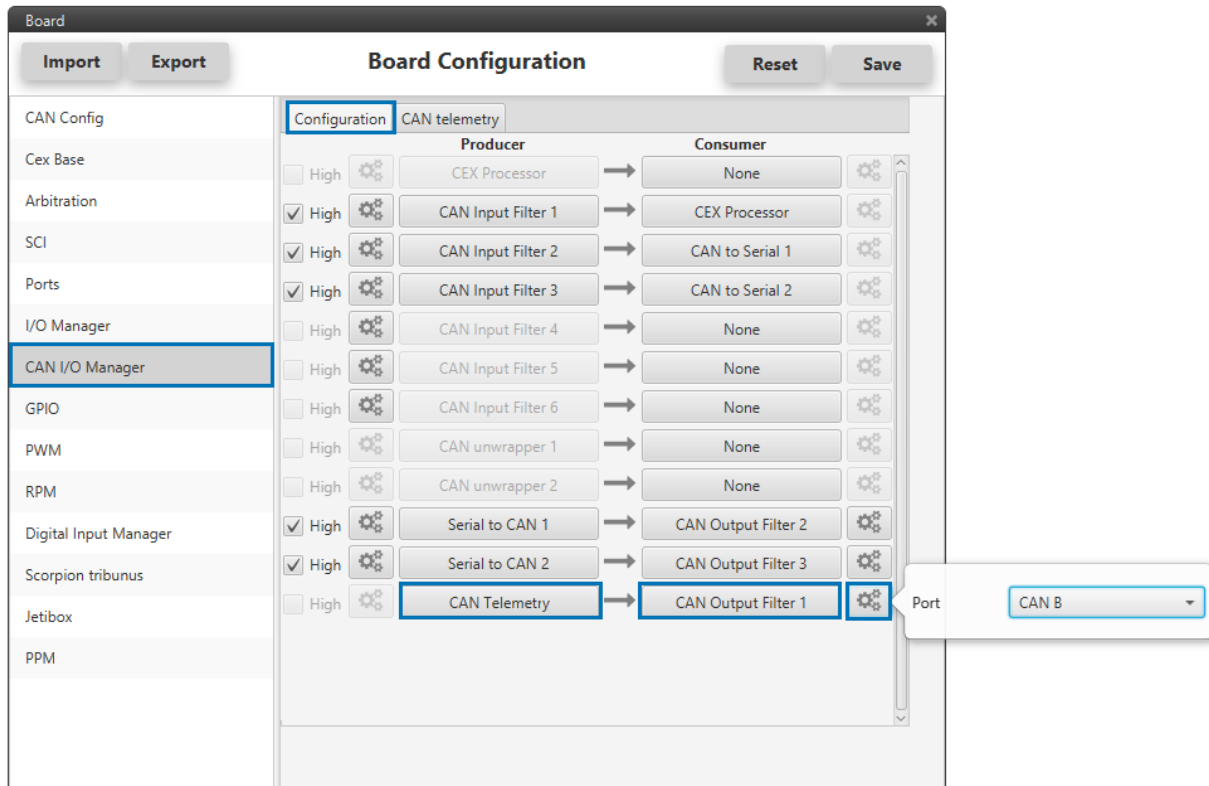 Board
Import Export Board Configuration Reset Save
CAN Config
Cex Base
Arbitration
SCI
Ports
I/O Manager
CAN I/O Manager
GPIO
PWM
RPM
Digital Input Manager
Scorpion tribunus
Jetibox
PPM
Configuration CAN telemetry
Producer Consumer
High CEX Processor None
High CAN Input Filter 1 CEX Processor
High CAN Input Filter 2 CAN to Serial 1
High CAN Input Filter 3 CAN to Serial 2
High CAN Input Filter 4 None
High CAN Input Filter 5 None
High CAN Input Filter 6 None
High CAN unwrapper 1 None
High CAN unwrapper 2 None
High Serial to CAN 1 CAN Output Filter 2
High Serial to CAN 2 CAN Output Filter 3
High CAN Telemetry CAN Output Filter 1
Port CAN B